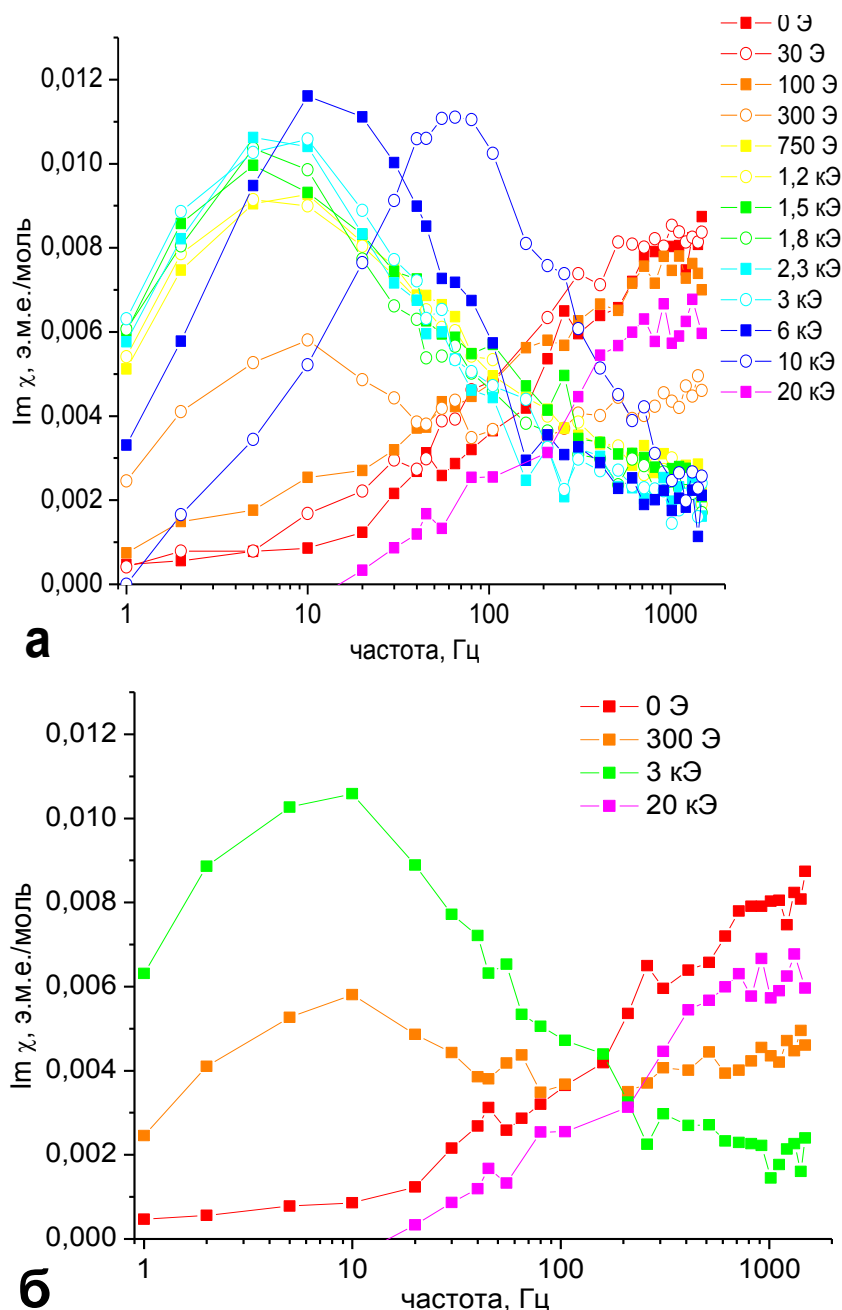 0 Э
30 Э
100 Э
300 Э
750 Э
1,2 кЭ
1,5 кЭ
1,8 кЭ
2,3 кЭ
3 кЭ
6 кЭ
10 кЭ
20 кЭ
Im χ, э.м.е./моль
0,012
0,010
0,008
0,006
0,004
0,002
0,000
1
10
100
1000
частота, Гц
а
0 Э
300 Э
3 кЭ
20 кЭ
Im χ, э.м.е./моль
0,012
0,010
0,008
0,006
0,004
0,002
0,000
1
10
100
1000
частота, Гц
б